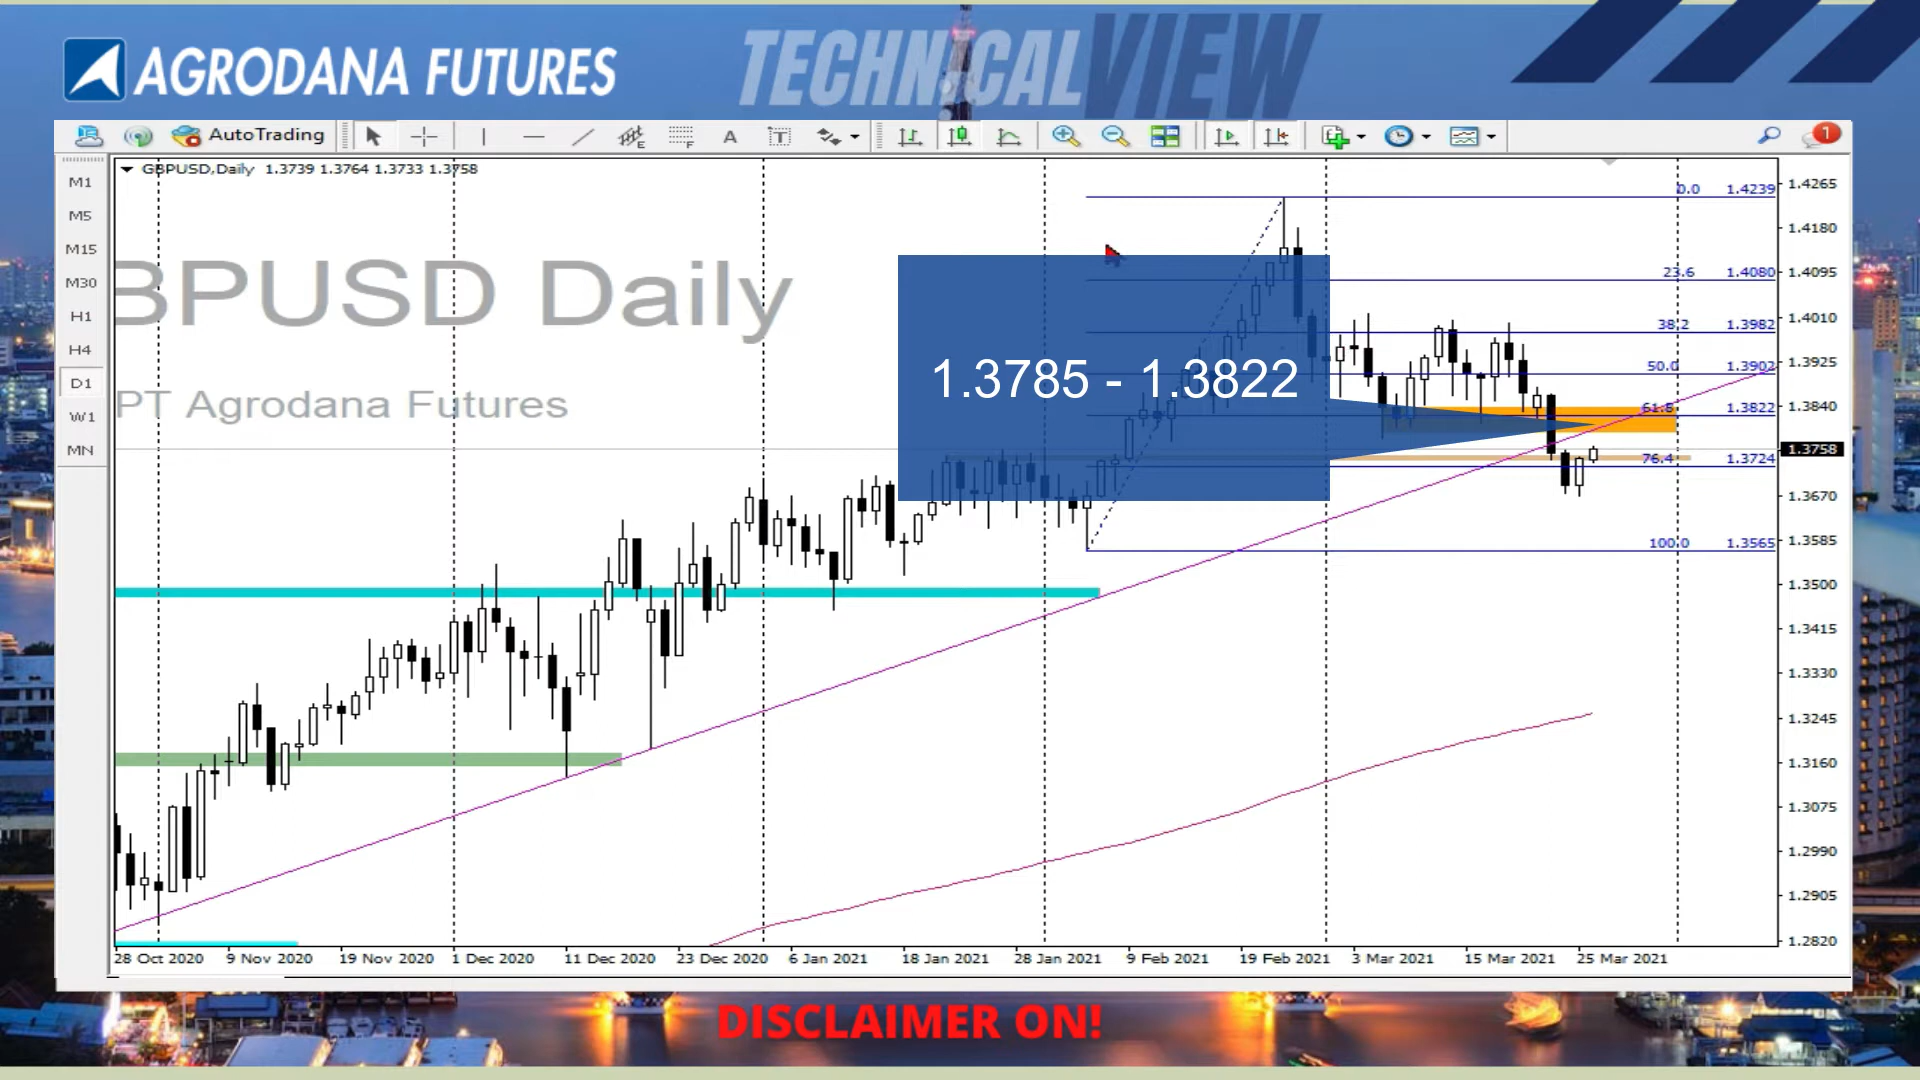 AGRODANA FUTURES
TECHNICAL VIEW
AutoTrading
E
F
A
T
1
M1
M5
M15
M30
H1
H4
D1
W1
MN
GBPUSD,Daily 1.3739 1.3764 1.3733 1.3758
BPUSD Daily
PT Agrodana Futures
1.3785 - 1.3822
0.0 1.4239
23.6 1.4080
38.2 1.3982
50.0 1.3902
61.8 1.3822
76.4 1.3724
100.0 1.3565
1.4265
1.4180
1.4095
1.4010
1.3925
1.3840
1.3758
1.3670
1.3585
1.3500
1.3415
1.3330
1.3245
1.3160
1.3075
1.2990
1.2905
1.2820
28 Oct 2020 9 Nov 2020 19 Nov 2020 1 Dec 2020 11 Dec 2020 23 Dec 2020 6 Jan 2021 18 Jan 2021 28 Jan 2021 9 Feb 2021 19 Feb 2021 3 Mar 2021 15 Mar 2021 25 Mar 2021
DISCLAIMER ON!